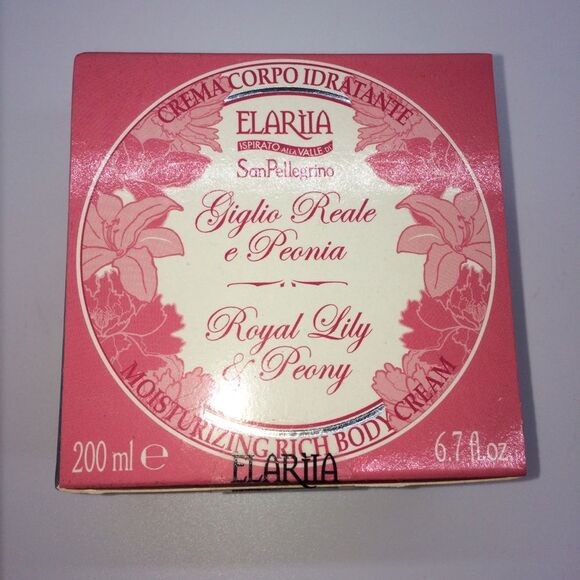 CREMA CORPO IDRATANTE
ELARIIA
ISPIRATO ALLA VALLE DI
SanPellegrino
Giglio Reale
e Peonia
Royal Lily
& Peony
MOISTURIZING RICH BODY CREAM
200 ml ℮
6.7 fl.oz.
ELARIIA